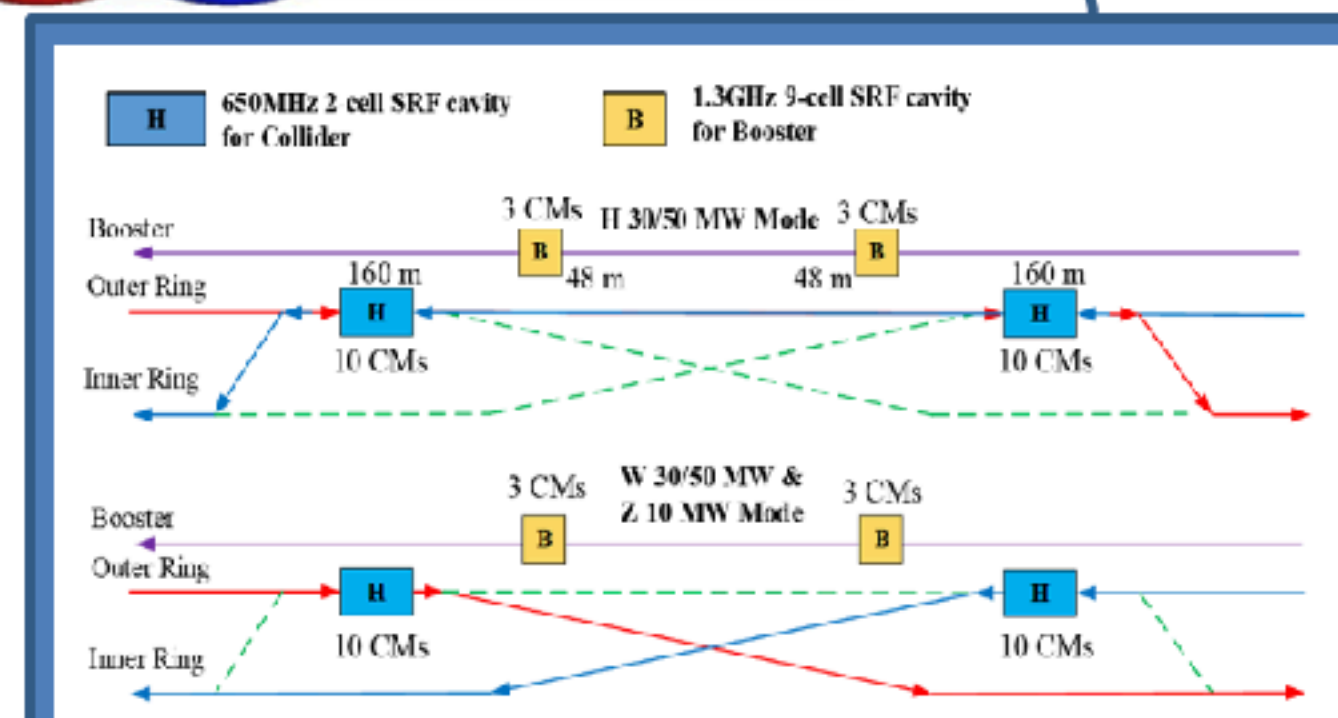 H
650MHz 2-cell SRF cavity
for Collider
B
1.3GHz 9-cell SRF cavity
for Booster
3 CMs
H 30/50 MW Mode
3 CMs
Booster
B
B
160 m
48 m
48 m
160 m
Outer Ring
H
H
10 CMs
10 CMs
Inner Ring
3 CMs
W 30/50 MW &
Z 10 MW Mode
3 CMs
Booster
B
B
Outer Ring
H
H
10 CMs
10 CMs
Inner Ring